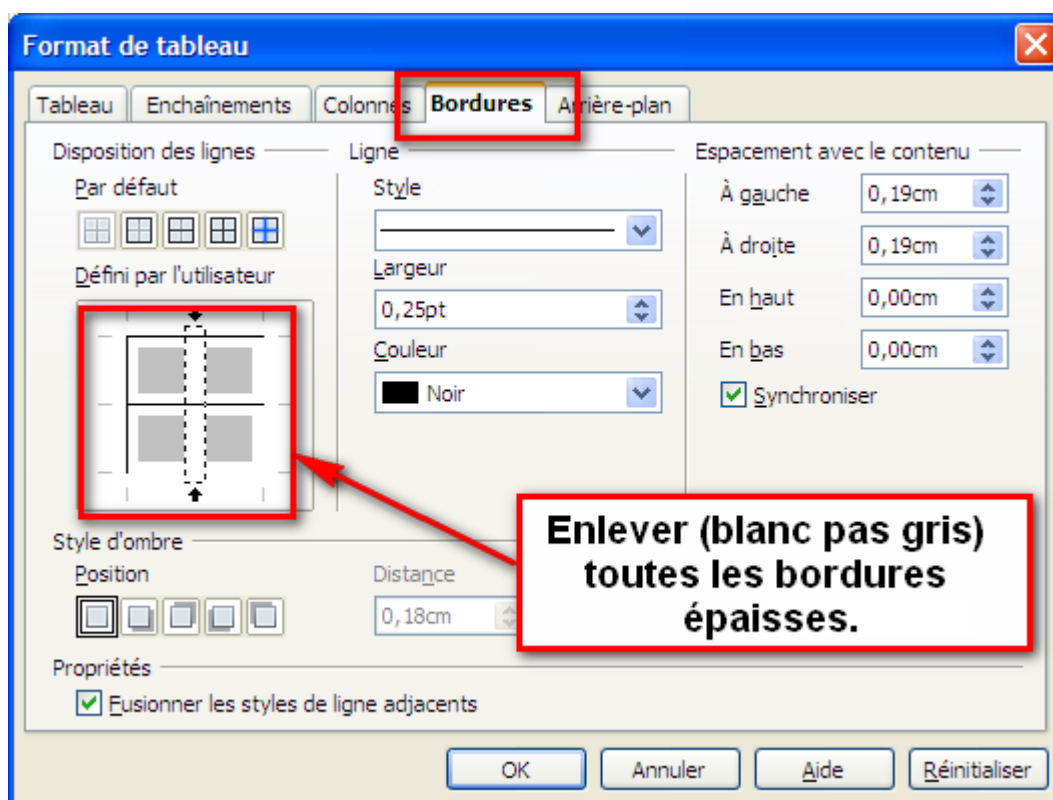 Format de tableau
Tableau Enchaînements Colonnes Bordures Arrière-plan
Disposition des lignes
Par défaut
Défini par l'utilisateur
Ligne
Style
Largeur
0,25pt
Couleur
Noir
Espacement avec le contenu
À gauche 0,19cm
À droite 0,19cm
En haut 0,00cm
En bas 0,00cm
Synchroniser
Enlever (blanc pas gris)
toutes les bordures
épaisses.
Style d'ombre
Position
Distance
0,18cm
Propriétés
Fusionner les styles de ligne adjacents
OK Annuler Aide Réinitialiser